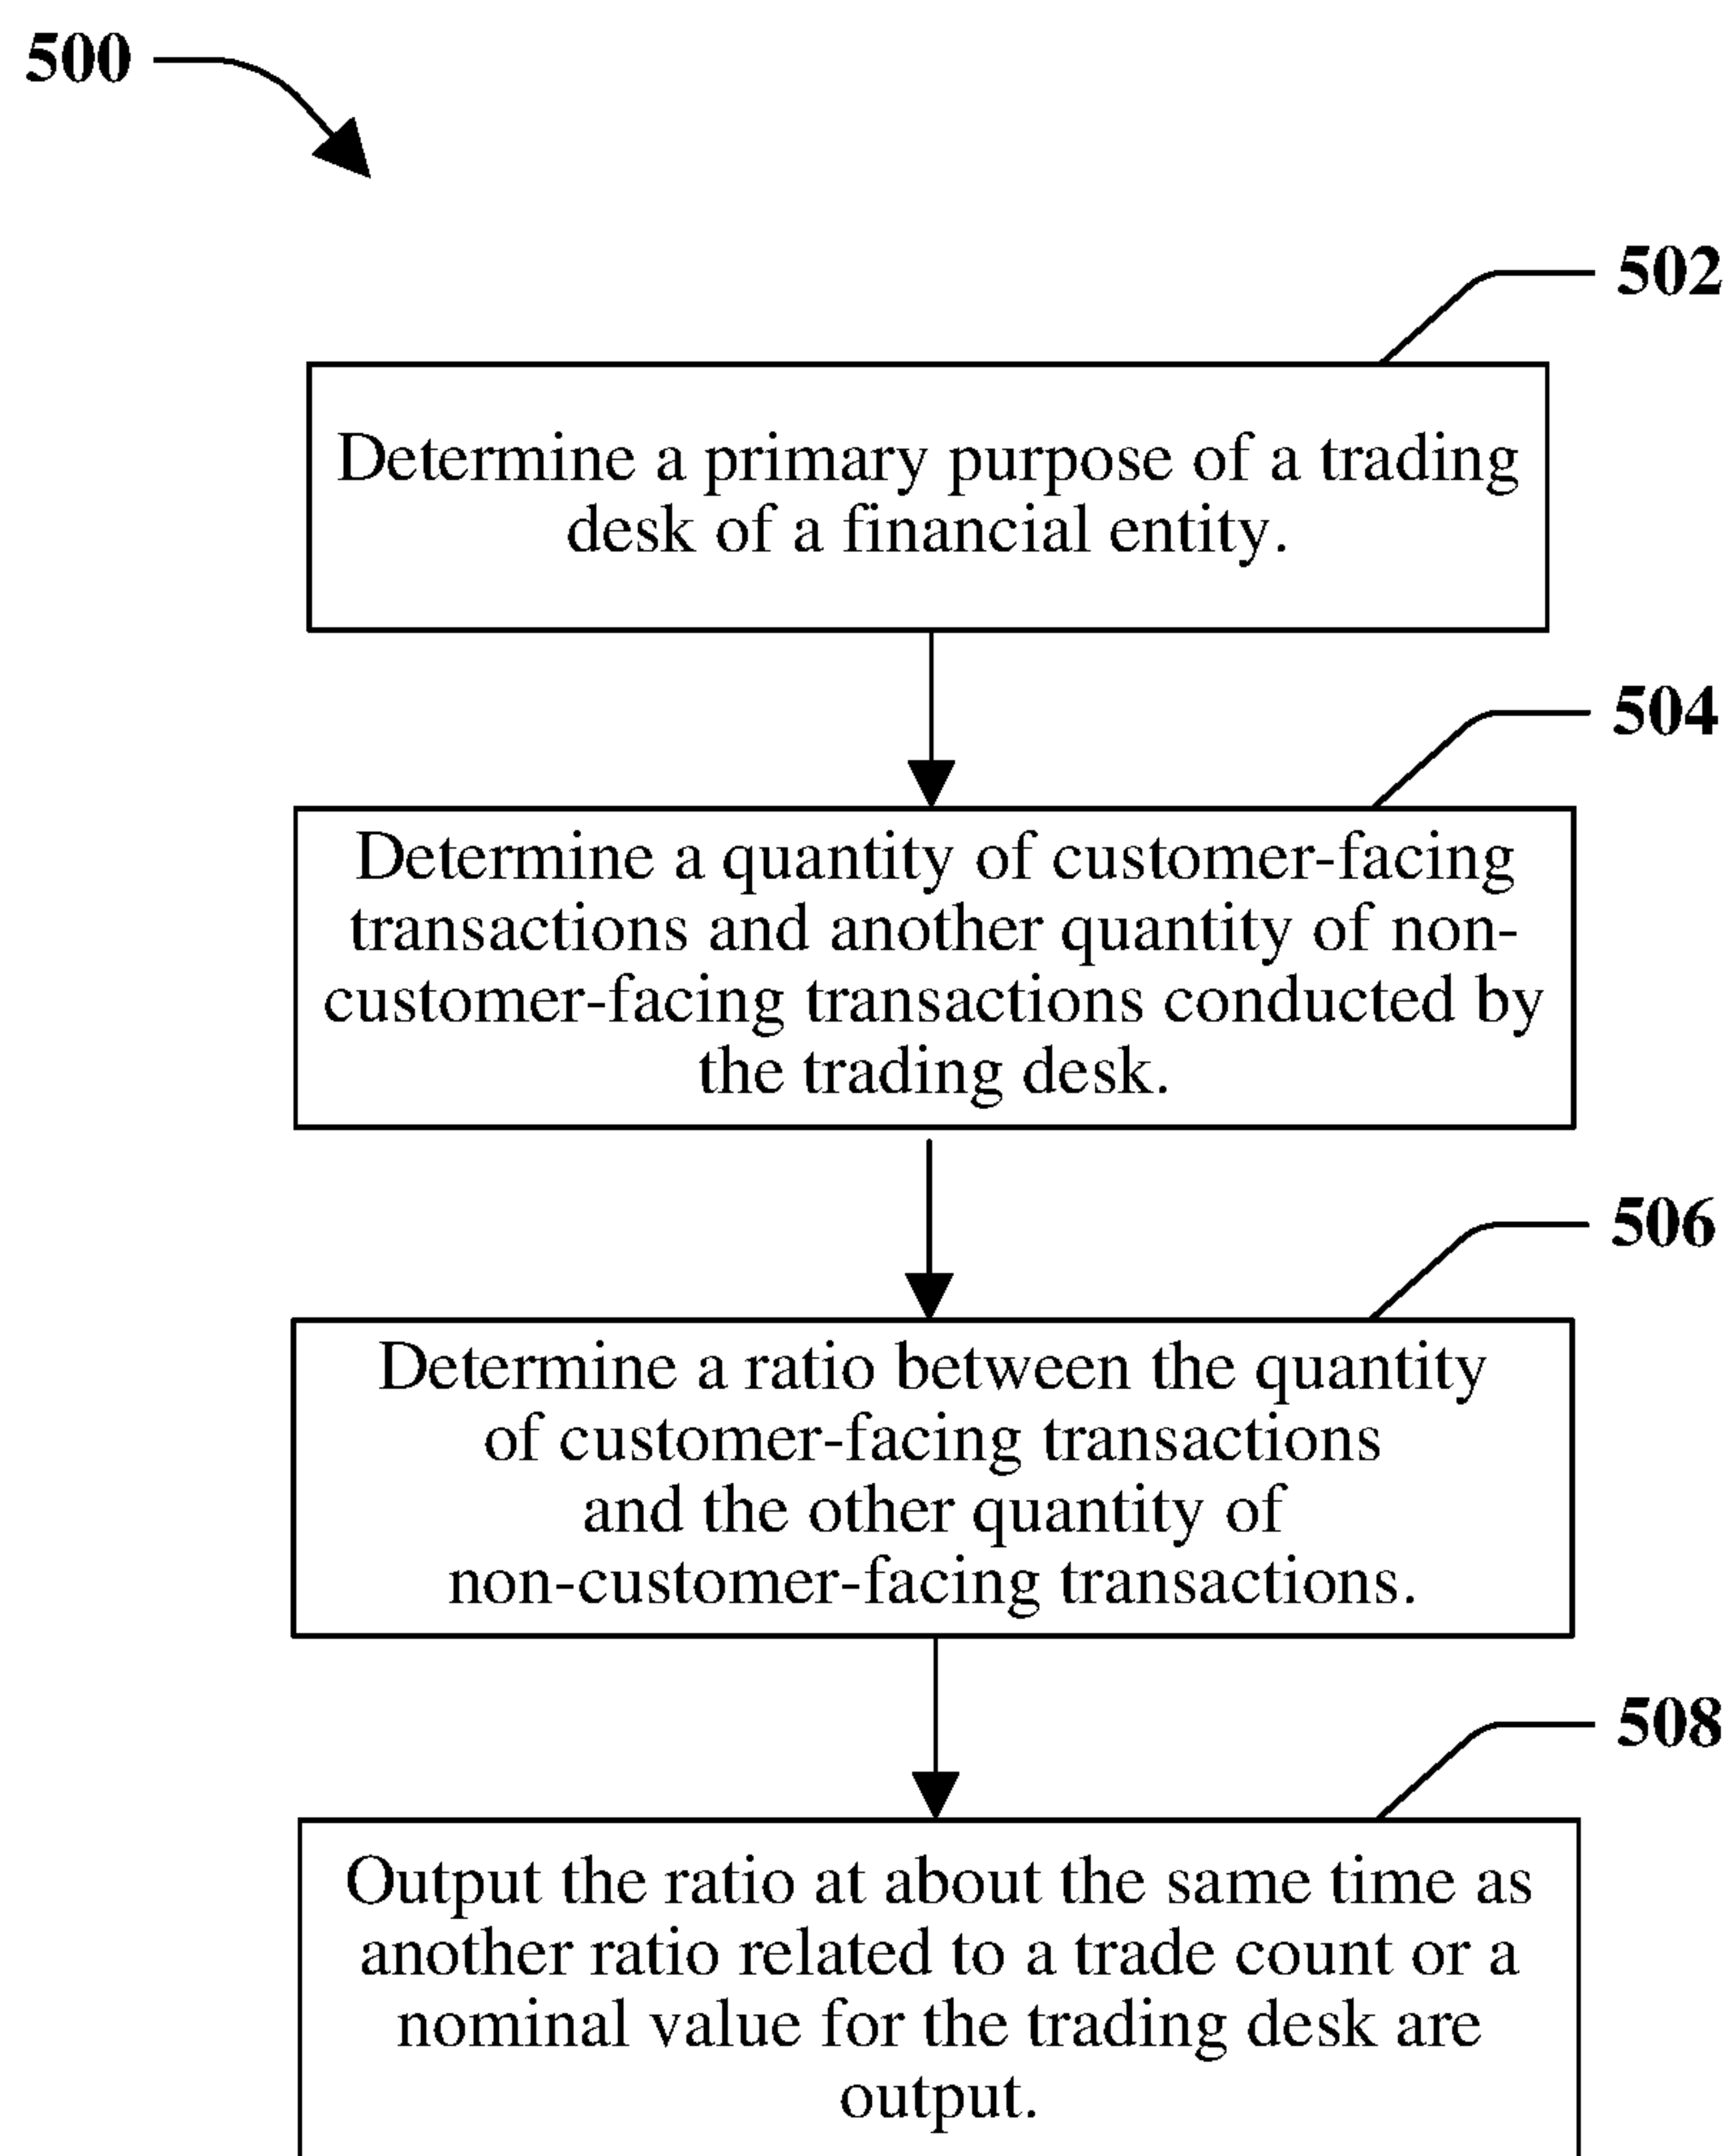 500
502
Determine a primary purpose of a trading
desk of a financial entity.
504
Determine a quantity of customer-facing
transactions and another quantity of non-
customer-facing transactions conducted by
the trading desk.
506
Determine a ratio between the quantity
of customer-facing transactions
and the other quantity of
non-customer-facing transactions.
508
Output the ratio at about the same time as
another ratio related to a trade count or a
nominal value for the trading desk are
output.